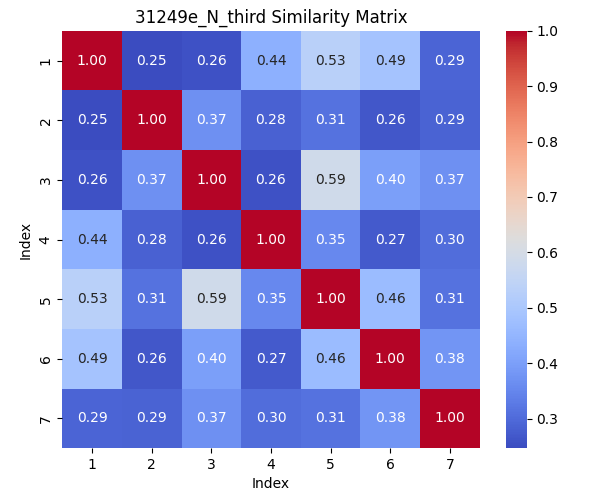 31249e_N_third Similarity Matrix
1 1.00 0.25 0.26 0.44 0.53 0.49 0.29
2 0.25 1.00 0.37 0.28 0.31 0.26 0.29
3 0.26 0.37 1.00 0.26 0.59 0.40 0.37
4 0.44 0.28 0.26 1.00 0.35 0.27 0.30
5 0.53 0.31 0.59 0.35 1.00 0.46 0.31
6 0.49 0.26 0.40 0.27 0.46 1.00 0.38
7 0.29 0.29 0.37 0.30 0.31 0.38 1.00
1 2 3 4 5 6 7
Index
Index
1.0
0.9
0.8
0.7
0.6
0.5
0.4
0.3